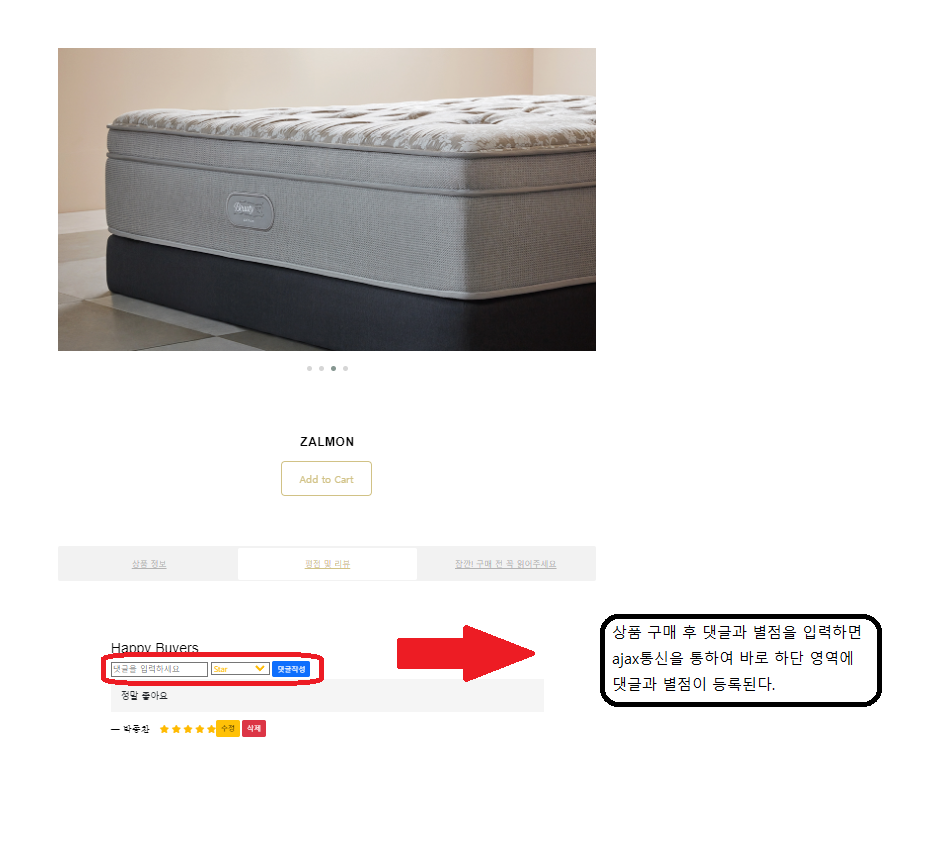 Beauty
ZALMON
Add to Cart
상품 정보
평점 및 리뷰
잠깐! 구매 전 꼭 읽어주세요
Happy Buyers
댓글을 입력하세요 Star 댓글작성
정말 좋아요
— 박종찬 수정 삭제
상품 구매 후 댓글과 별점을 입력하면
ajax통신을 통하여 바로 하단 영역에
댓글과 별점이 등록된다.